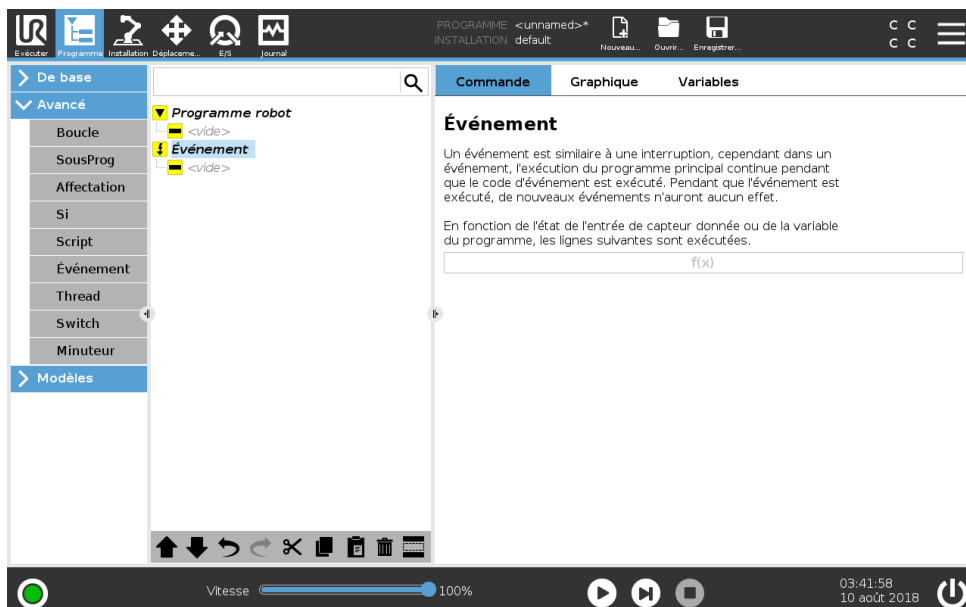 UR
Exécuter
Programme
Installation
Déplaceme...
E/S
Journal
PROGRAMME <unnamed>*
INSTALLATION default
Nouveau...
Ouvrir...
Enregistrer...
C C
C C
De base
Avancé
Boucle
SousProg
Affectation
Si
Script
Événement
Thread
Switch
Minuteur
Modèles
Programme robot
<vide>
Événement
<vide>
Commande
Graphique
Variables
Événement
Un événement est similaire à une interruption, cependant dans un
événement, l'exécution du programme principal continue pendant
que le code d'événement est exécuté. Pendant que l'événement est
exécuté, de nouveaux événements n'auront aucun effet.
En fonction de l'état de l'entrée de capteur donnée ou de la variable
du programme, les lignes suivantes sont exécutées.
f(x)
Vitesse
100%
03:41:58
10 août 2018